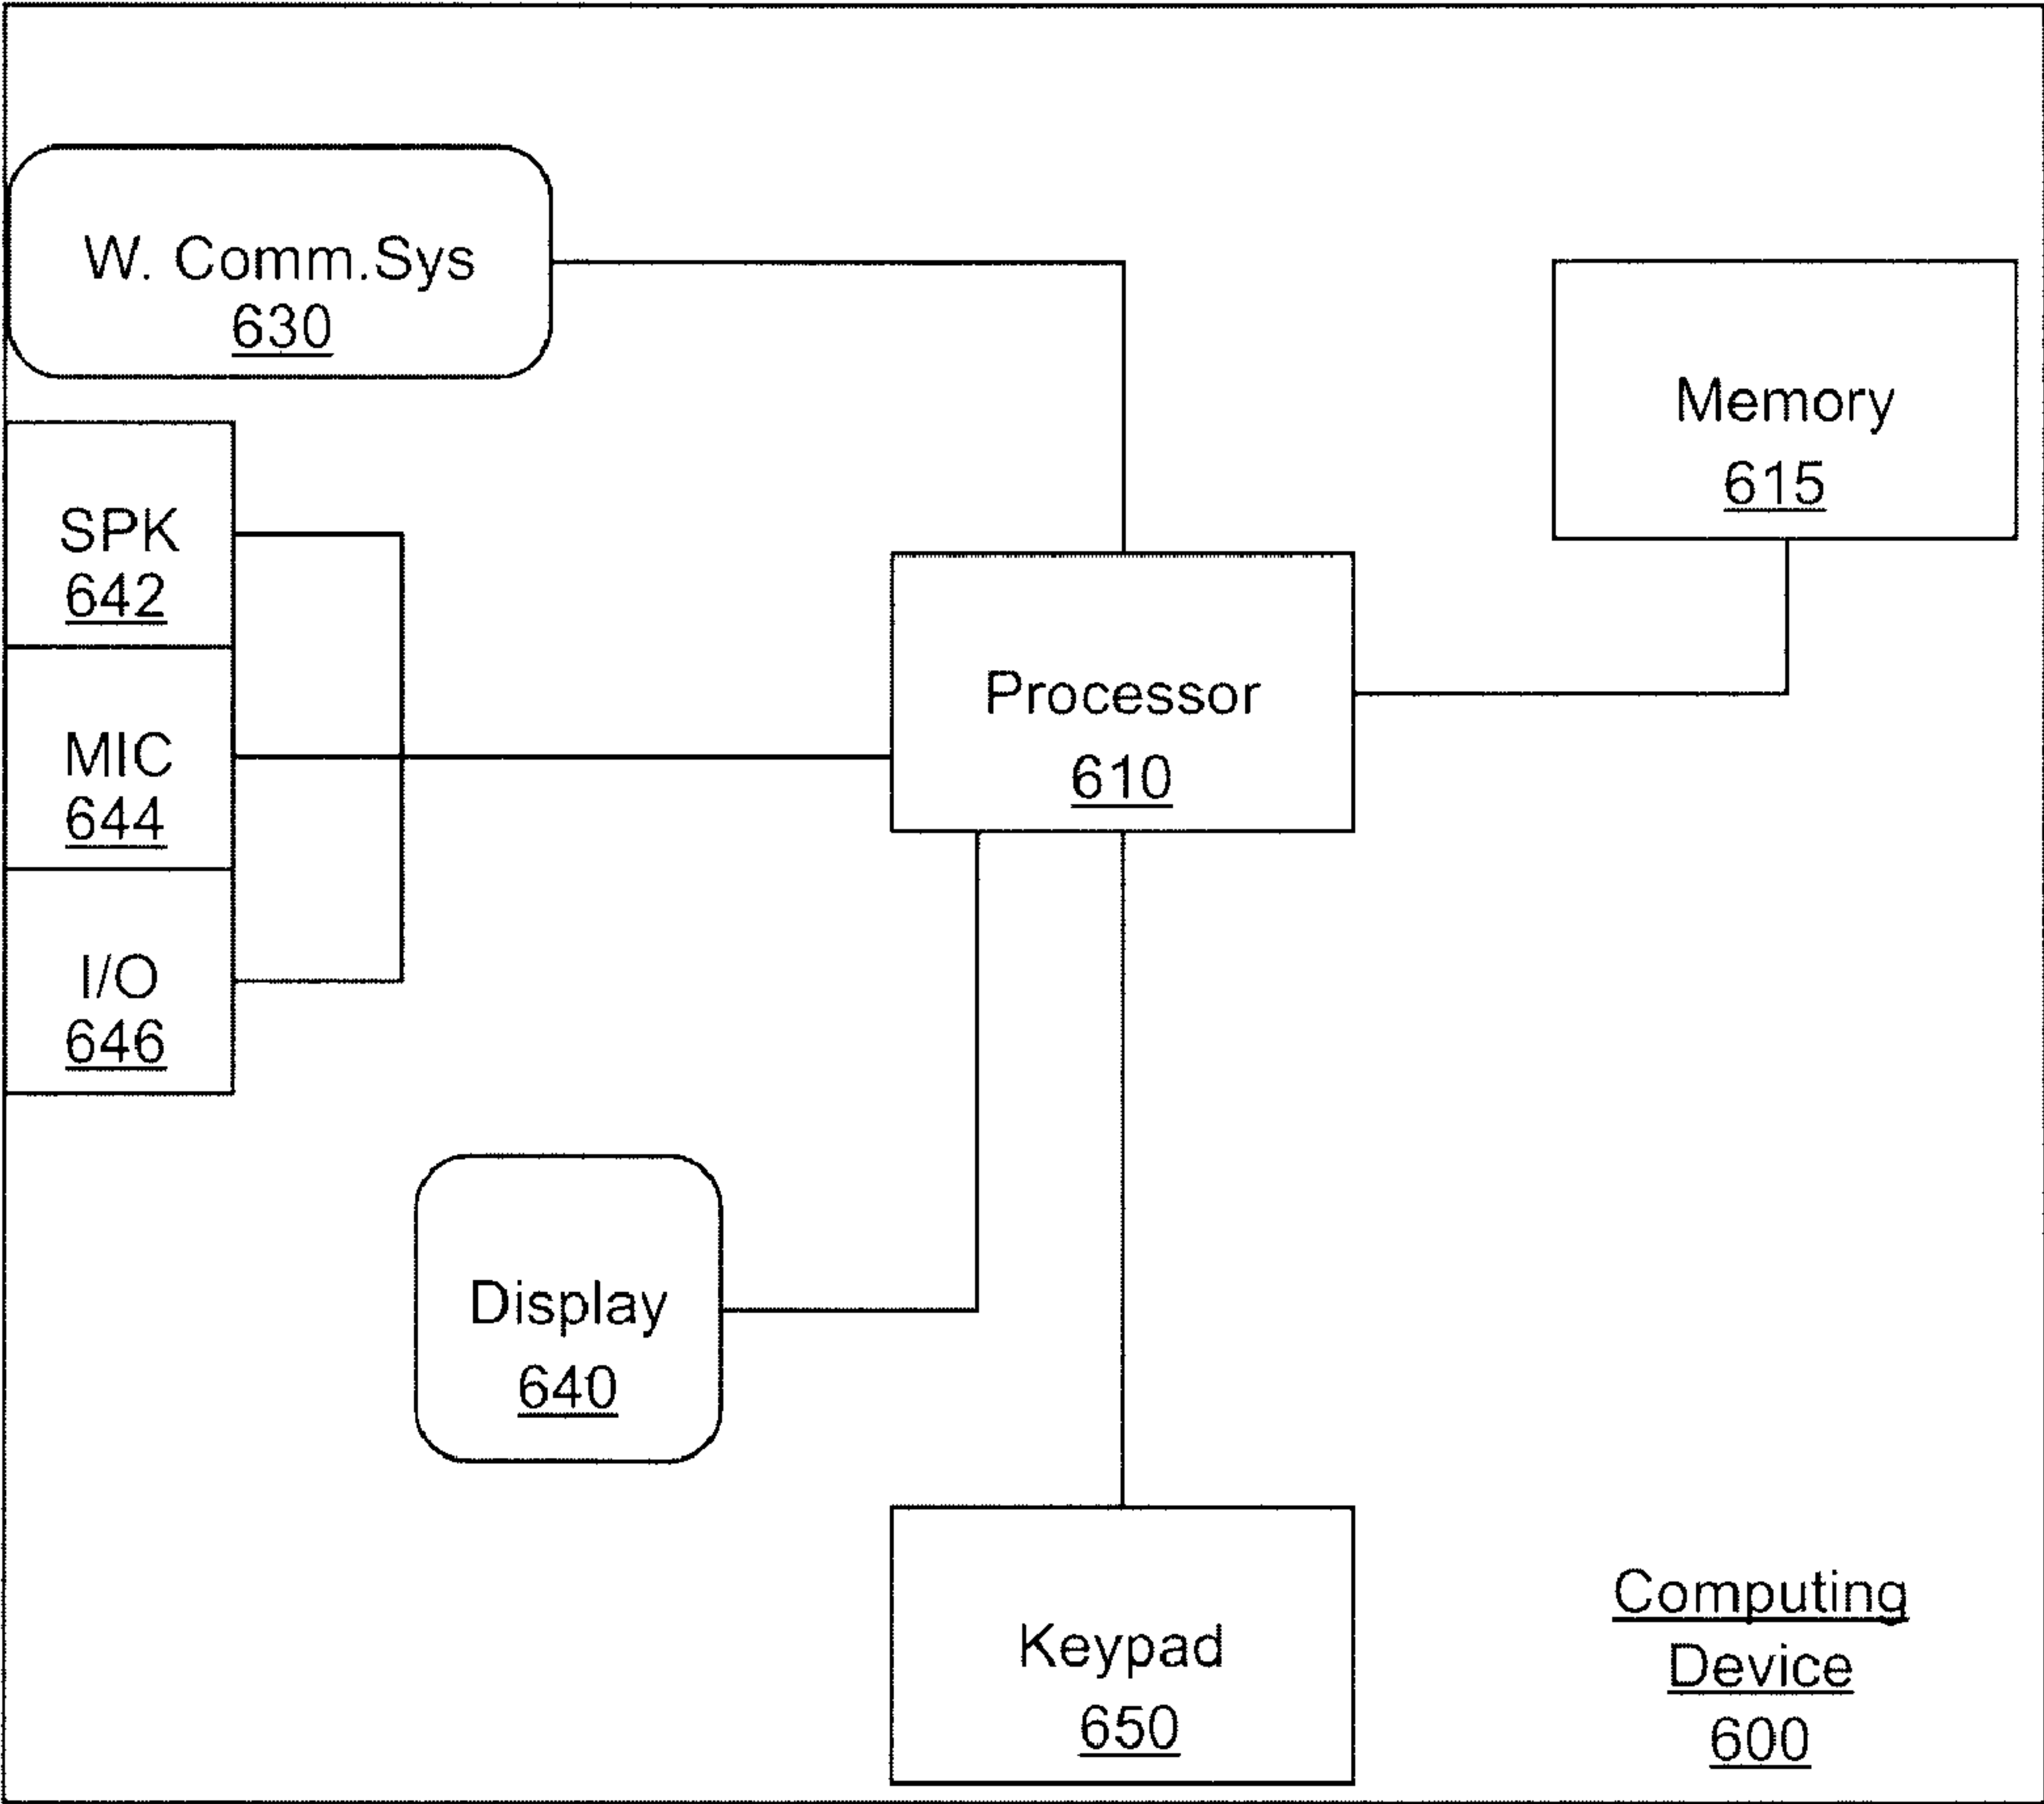 W. Comm.Sys
630
Memory
615
SPK
642
Processor
610
MIC
644
I/O
646
Display
640
Keypad
650
Computing
Device
600